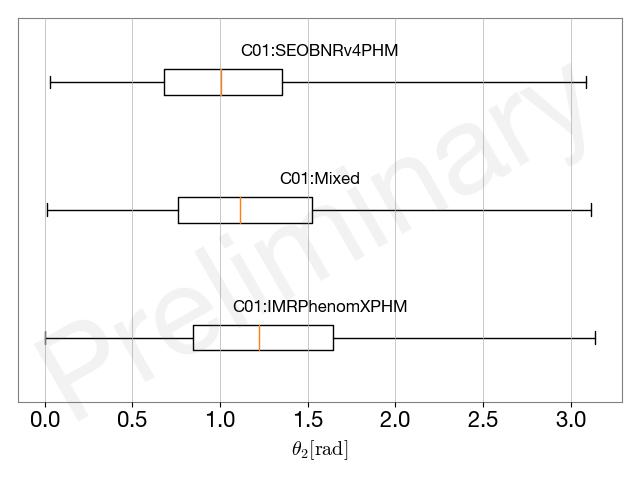 C01:SEOBNRv4PHM
C01:Mixed
C01:IMRPhenomXPHM
Preliminary
0.0 0.5 1.0 1.5 2.0 2.5 3.0
θ₂[rad]